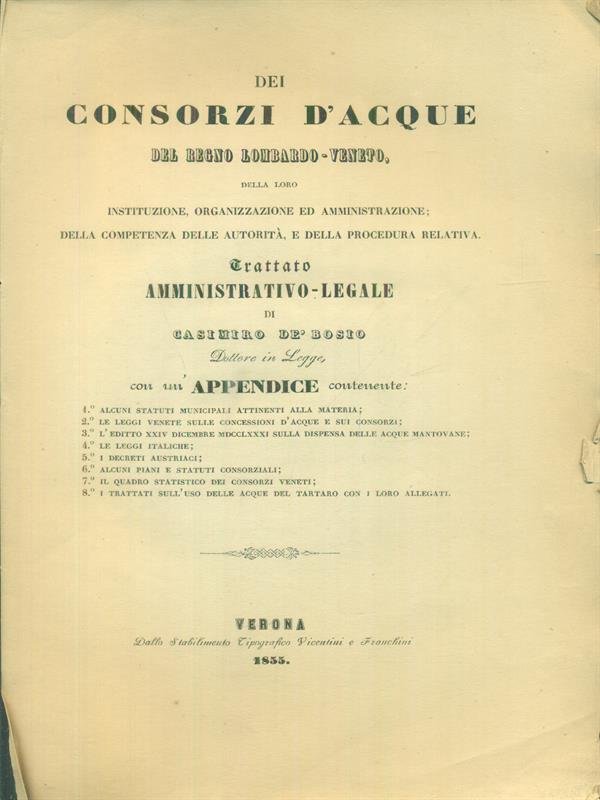 DEI
CONSORZI D'ACQUE
DEL REGNO LOMBARDO-VENETO,
DELLA LORO
INSTITUZIONE, ORGANIZZAZIONE ED AMMINISTRAZIONE;
DELLA COMPETENZA DELLE AUTORITÀ, E DELLA PROCEDURA RELATIVA.
Trattato
AMMINISTRATIVO-LEGALE
DI
CASIMIRO DE' BOSIO
Dottore in Legge,
con un' APPENDICE contenente:
1.º ALCUNI STATUTI MUNICIPALI ATTINENTI ALLA MATERIA;
2.º LE LEGGI VENETE SULLE CONCESSIONI D'ACQUE E SUI CONSORZI;
3.º L'EDITTO XXIV DICEMBRE MDCCLXXXI SULLA DISPENSA DELLE ACQUE MANTOVANE;
4.º LE LEGGI ITALICHE;
5.º I DECRETI AUSTRIACI;
6.º ALCUNI PIANI E STATUTI CONSORZIALI;
7.º IL QUADRO STATISTICO DEI CONSORZI VENETI;
8.º I TRATTATI SULL'USO DELLE ACQUE DEL TARTARO CON I LORO ALLEGATI.
VERONA
Dallo Stabilimento Tipografico Vicentini e Franchini
1855.